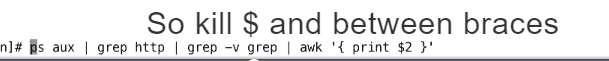 So kill $ and between braces
n]# ps aux | grep http | grep -v grep | awk '{ print $2 }'